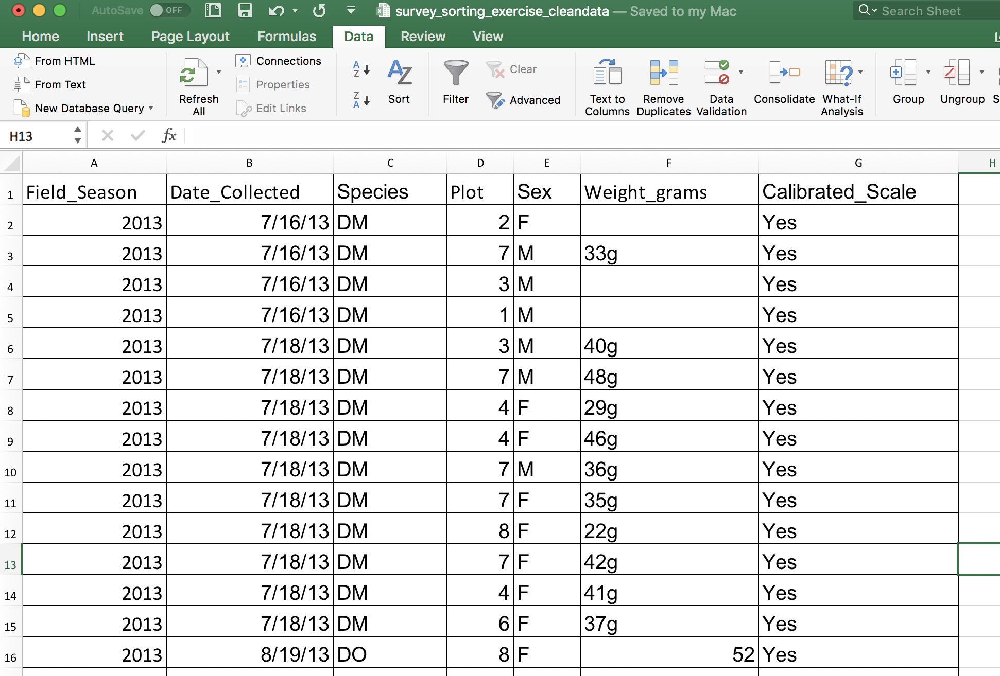 AutoSave OFF survey_sorting_exercise_cleandata — Saved to my Mac Search Sheet
Home Insert Page Layout Formulas Data Review View
From HTML
From Text
New Database Query
Refresh All
Connections
Properties
Edit Links
A Z
Z A
Sort
Filter
Clear
Advanced
Text to Columns
Remove Duplicates
Data Validation
Consolidate
What-If Analysis
Group
Ungroup
S
H13 fx
A B C D E F G H
1 Field_Season Date_Collected Species Plot Sex Weight_grams Calibrated_Scale
2 2013 7/16/13 DM 2 F Yes
3 2013 7/16/13 DM 7 M 33g Yes
4 2013 7/16/13 DM 3 M Yes
5 2013 7/16/13 DM 1 M Yes
6 2013 7/18/13 DM 3 M 40g Yes
7 2013 7/18/13 DM 7 M 48g Yes
8 2013 7/18/13 DM 4 F 29g Yes
9 2013 7/18/13 DM 4 F 46g Yes
10 2013 7/18/13 DM 7 M 36g Yes
11 2013 7/18/13 DM 7 F 35g Yes
12 2013 7/18/13 DM 8 F 22g Yes
13 2013 7/18/13 DM 7 F 42g Yes
14 2013 7/18/13 DM 4 F 41g Yes
15 2013 7/18/13 DM 6 F 37g Yes
16 2013 8/19/13 DO 8 F 52 Yes